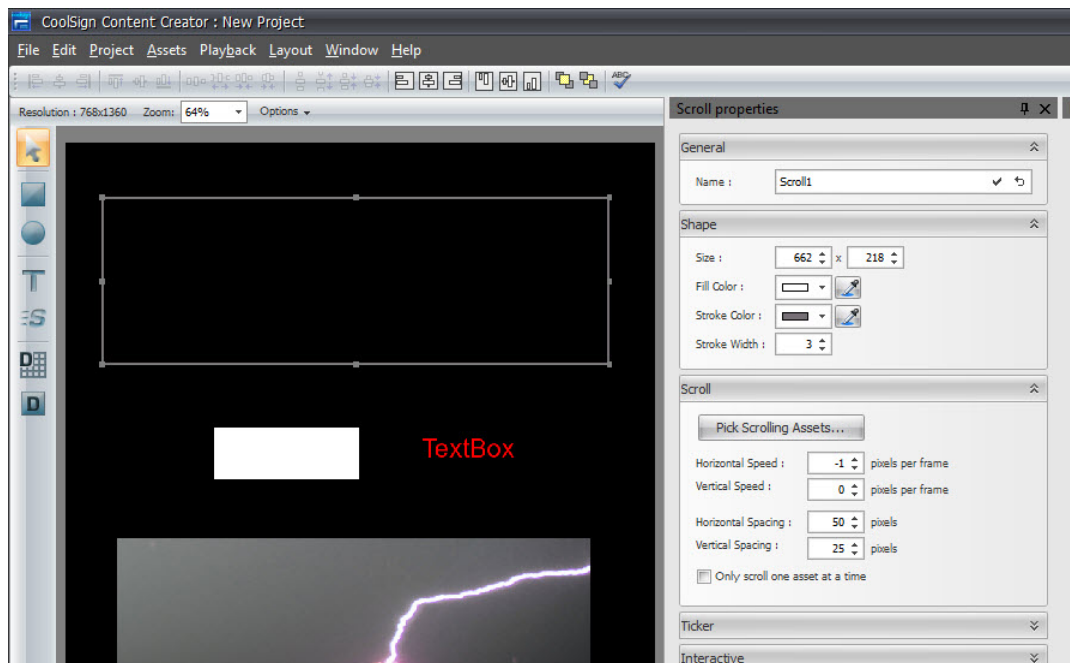 CoolSign Content Creator : New Project
File Edit Project Assets Playback Layout Window Help
ABC
Resolution : 768x1360 Zoom: 64% Options
Scroll properties
General
Name : Scroll1
Shape
Size : 662 x 218
Fill Color :
Stroke Color :
Stroke Width : 3
T
S
D
D
Scroll
Pick Scrolling Assets...
Horizontal Speed : -1 pixels per frame
Vertical Speed : 0 pixels per frame
Horizontal Spacing : 50 pixels
Vertical Spacing : 25 pixels
Only scroll one asset at a time
TextBox
Ticker
Interactive